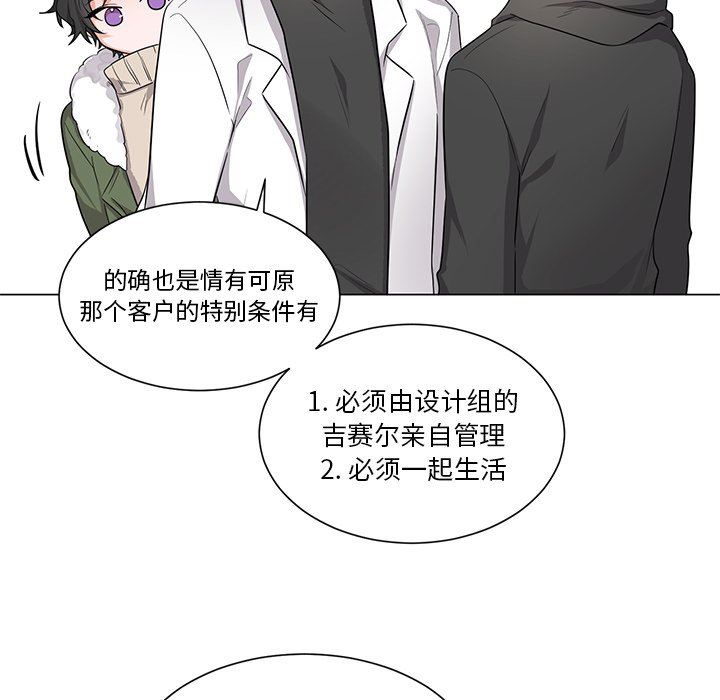 的确也是情有可原
那个客户的特别条件有
1. 必须由设计组的
吉赛尔亲自管理
2. 必须一起生活